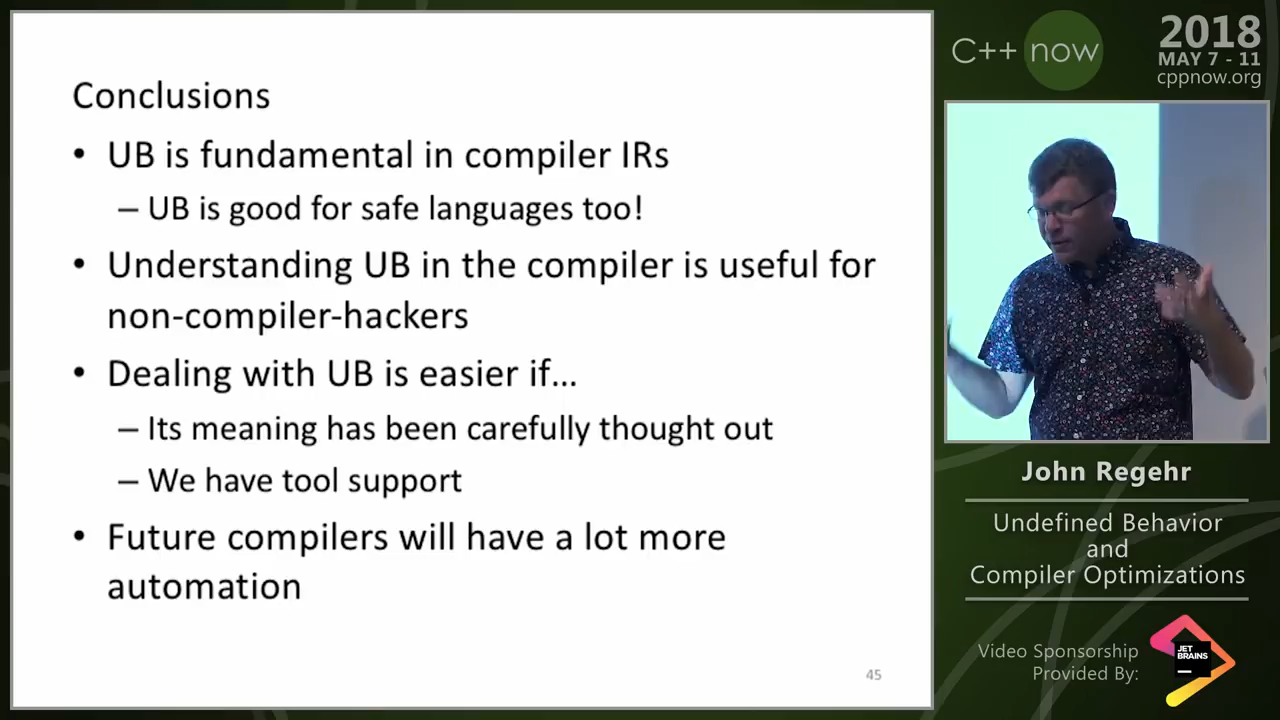 Conclusions
• UB is fundamental in compiler IRs
– UB is good for safe languages too!
• Understanding UB in the compiler is useful for
non-compiler-hackers
• Dealing with UB is easier if…
– Its meaning has been carefully thought out
– We have tool support
• Future compilers will have a lot more
automation
45
C++ now
2018
MAY 7 - 11
cppnow.org
John Regehr
Undefined Behavior
and
Compiler Optimizations
Video Sponsorship
Provided By:
JET
BRAINS